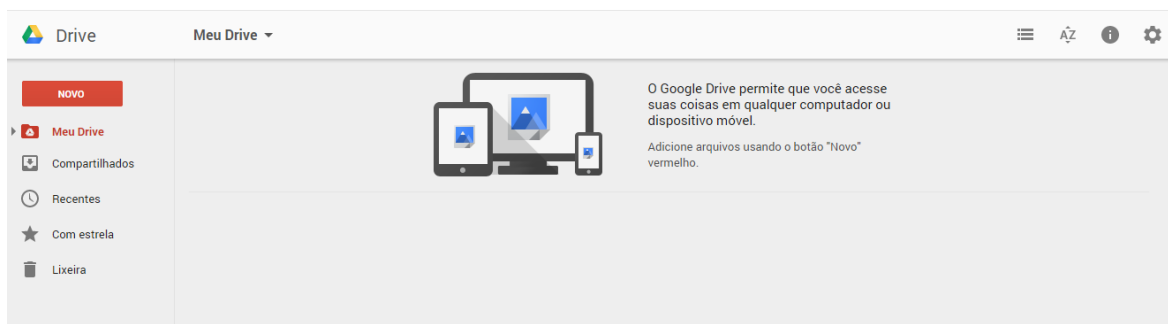 Drive
Meu Drive
AZ
NOVO
Meu Drive
Compartilhados
Recentes
Com estrela
Lixeira
O Google Drive permite que você acesse
suas coisas em qualquer computador ou
dispositivo móvel.
Adicione arquivos usando o botão "Novo"
vermelho.